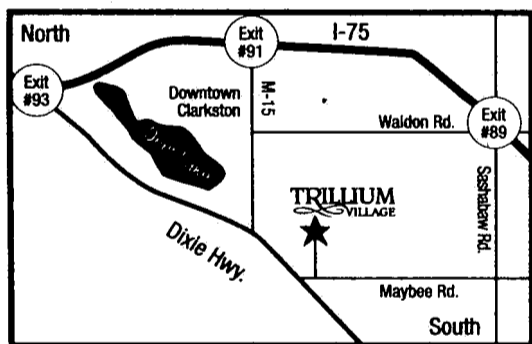 North
I-75
Exit
#91
Exit
#93
Downtown
Clarkston
M-15
Waldon Rd.
Exit
#89
Sashabaw Rd.
TRILLIUM
VILLAGE
Dixie Hwy.
Maybee Rd.
South